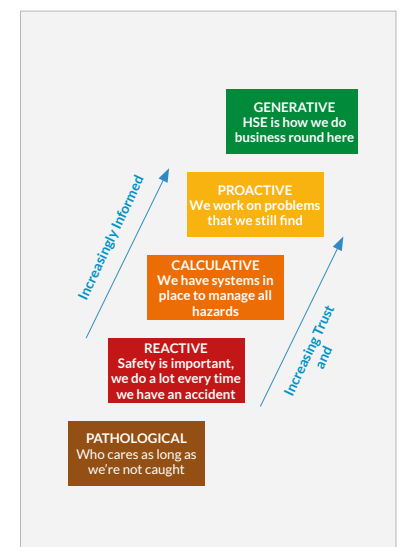 GENERATIVE
HSE is how we do
business round here
PROACTIVE
We work on problems
that we still find
Increasingly Informed
CALCULATIVE
We have systems in
place to manage all
hazards
Increasing Trust
and
REACTIVE
Safety is important,
we do a lot every time
we have an accident
PATHOLOGICAL
Who cares as long as
we're not caught